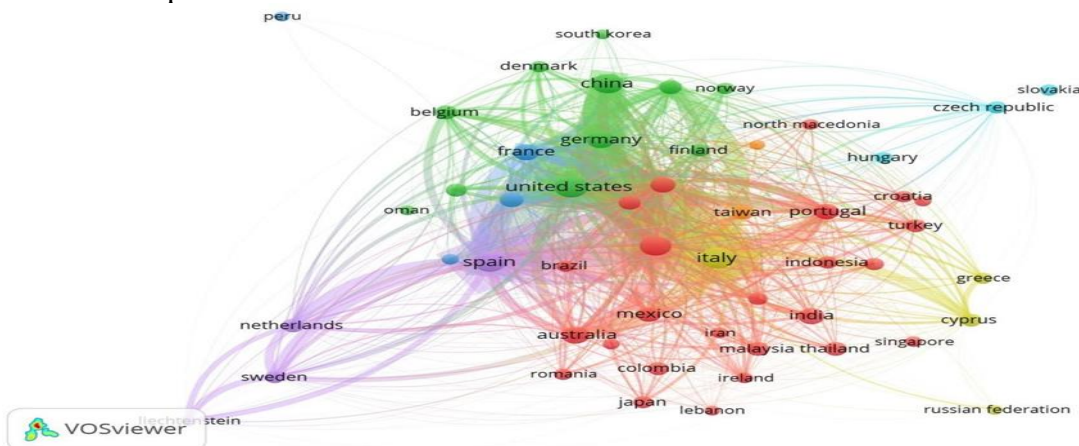 peru
south korea
denmark
china
norway
slovakia
belgium
czech republic
north macedonia
germany
france
finland
hungary
united states
croatia
oman
taiwan
portugal
turkey
spain
brazil
italy
indonesia
greece
netherlands
mexico
india
cyprus
australia
iran
singapore
malaysia
thailand
sweden
romania
colombia
ireland
japan
lebanon
russian federation
liechtenstein
VOSviewer